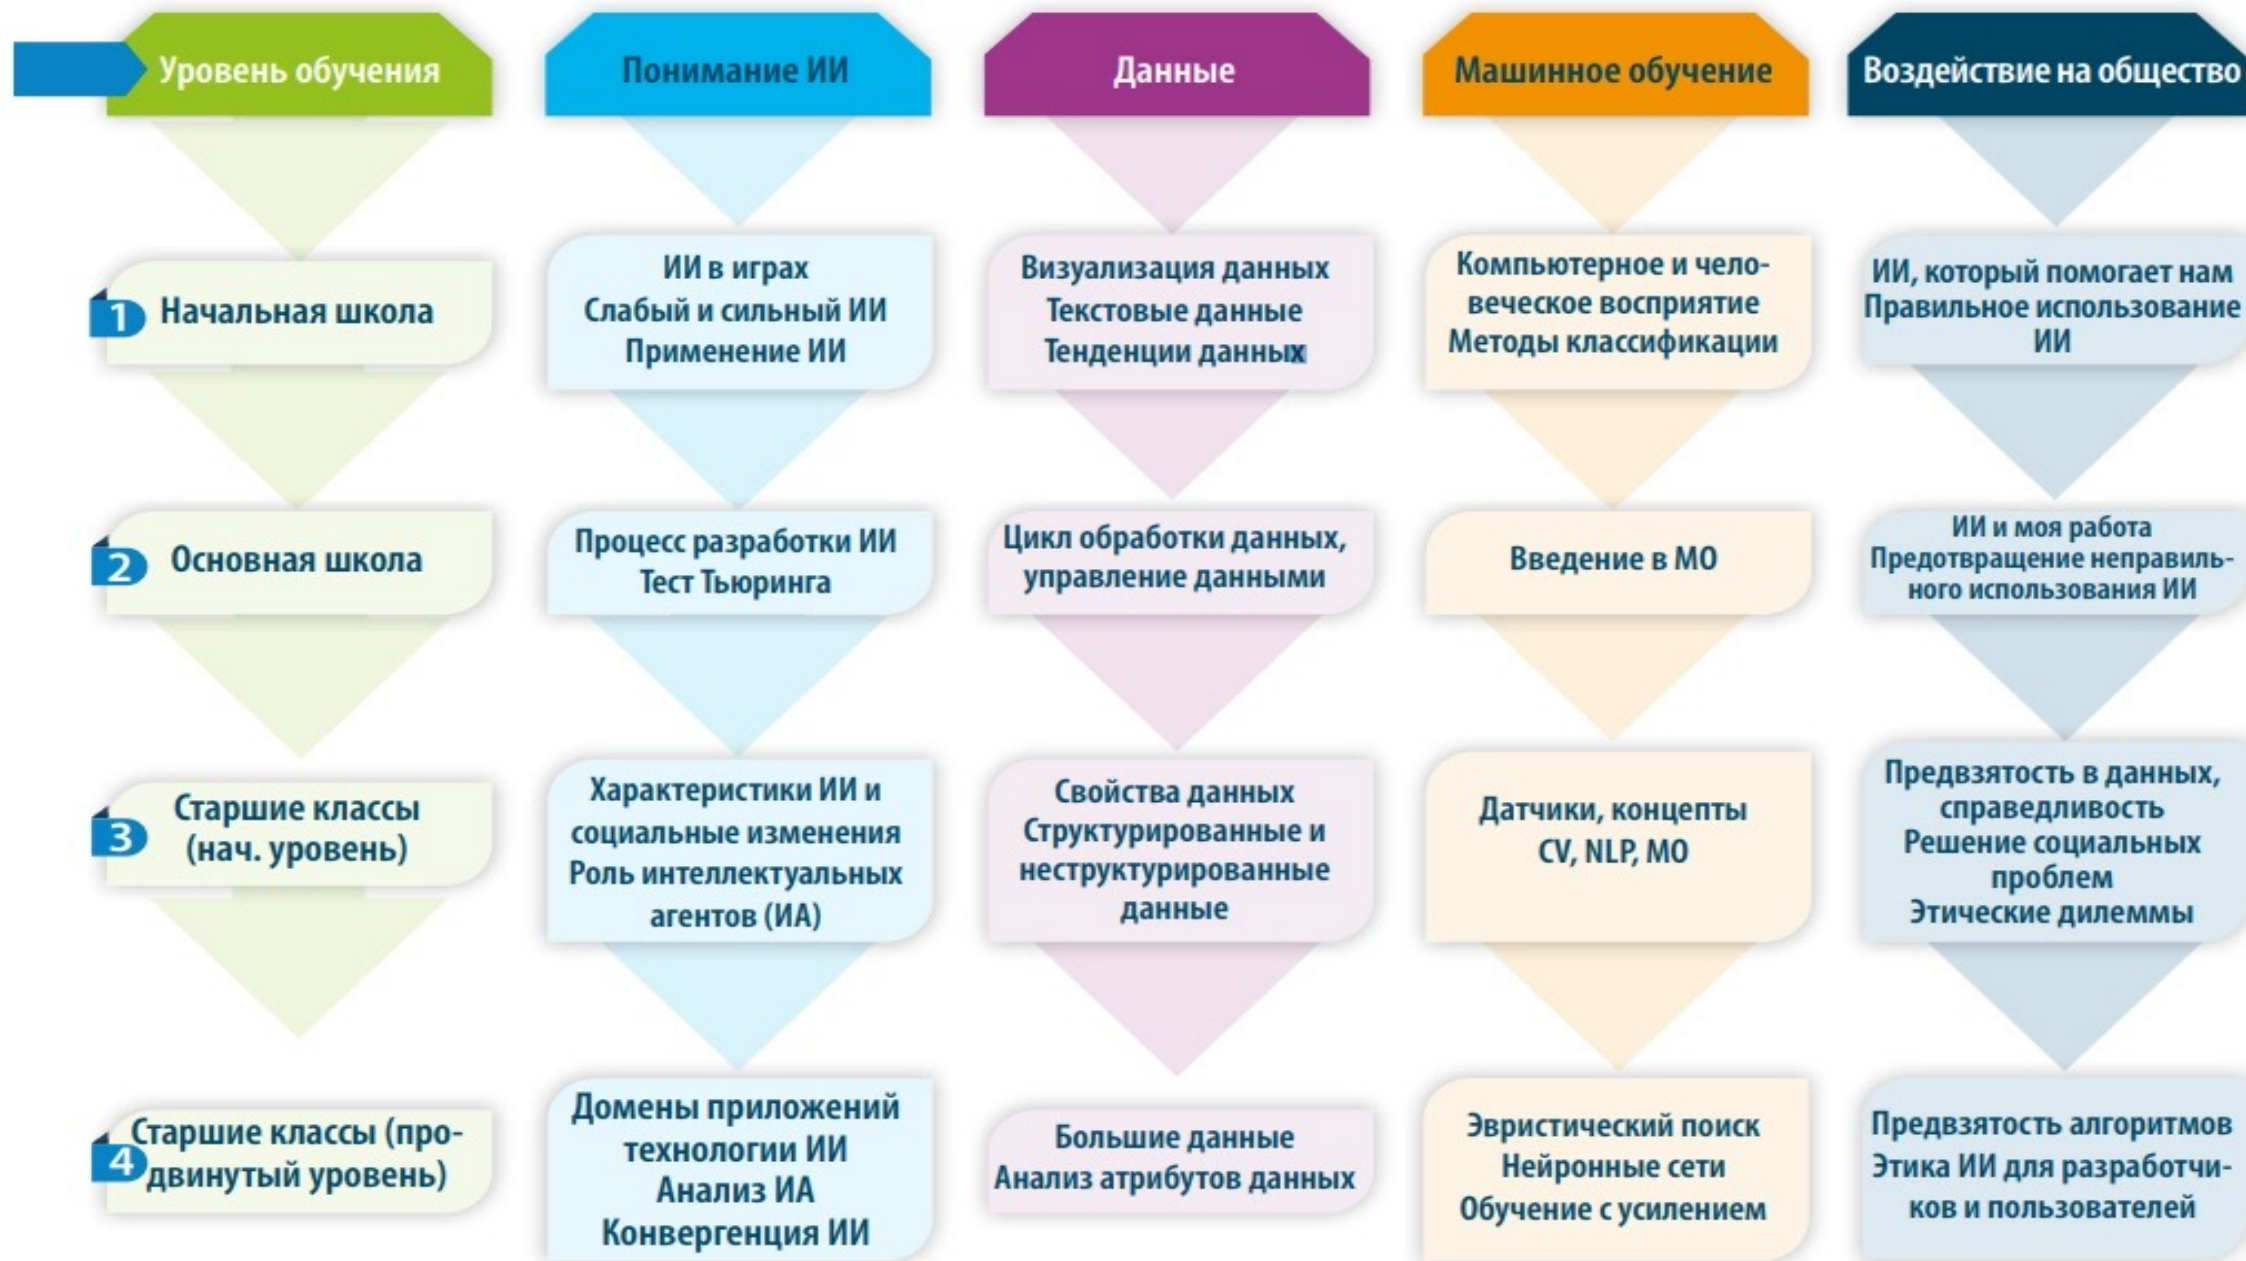 Уровень обучения
Понимание ИИ
Данные
Машинное обучение
Воздействие на общество
1
Начальная школа
ИИ в играх
Слабый и сильный ИИ
Применение ИИ
Визуализация данных
Текстовые данные
Тенденции данных
Компьютерное и чело-
веческое восприятие
Методы классификации
ИИ, который помогает нам
Правильное использование
ИИ
2
Основная школа
Процесс разработки ИИ
Тест Тьюринга
Цикл обработки данных,
управление данными
Введение в МО
ИИ и моя работа
Предотвращение неправиль-
ного использования ИИ
3
Старшие классы
(нач. уровень)
Характеристики ИИ и
социальные изменения
Роль интеллектуальных
агентов (ИА)
Свойства данных
Структурированные и
неструктурированные
данные
Датчики, концепты
CV, NLP, МО
Предвзятость в данных,
справедливость
Решение социальных
проблем
Этические дилеммы
4
Старшие классы (про-
двинутый уровень)
Домены приложений
технологии ИИ
Анализ ИА
Конвергенция ИИ
Большие данные
Анализ атрибутов данных
Эвристический поиск
Нейронные сети
Обучение с усилением
Предвзятость алгоритмов
Этика ИИ для разработчи-
ков и пользователей